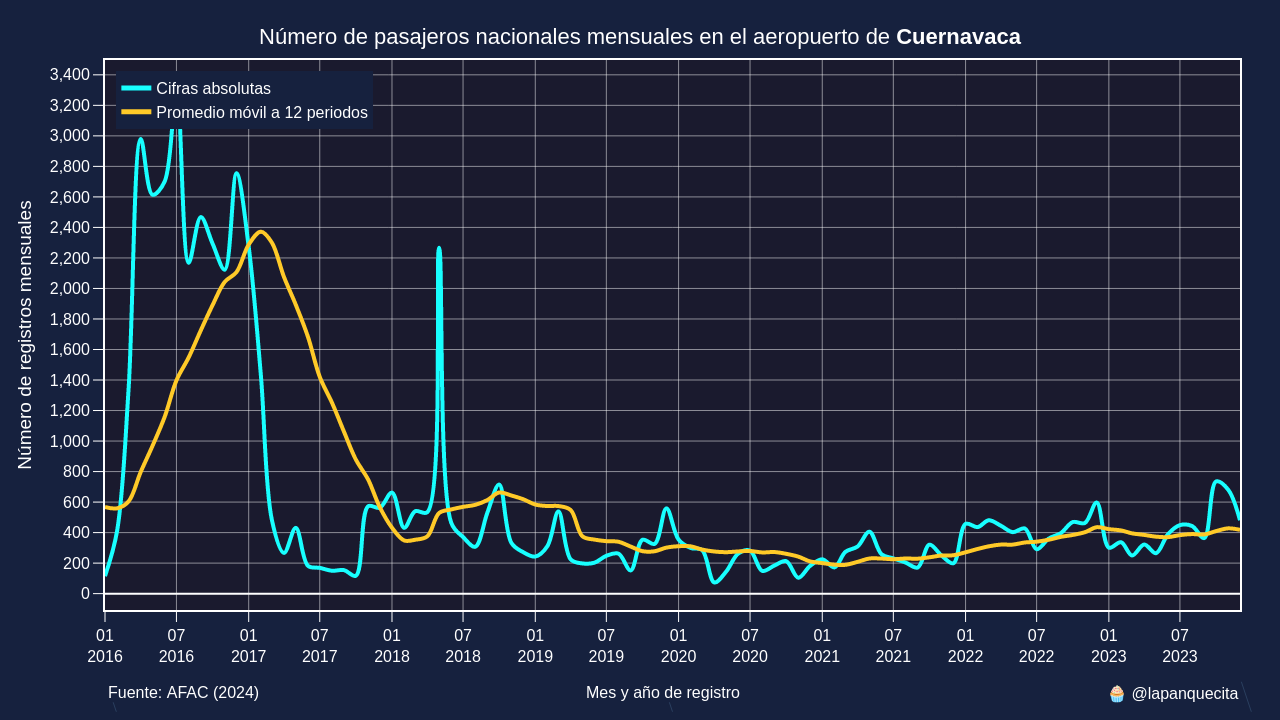 Número de pasajeros nacionales mensuales en el aeropuerto de Cuernavaca
Cifras absolutas
Promedio móvil a 12 periodos
Número de registros mensuales
3,400
3,200
3,000
2,800
2,600
2,400
2,200
2,000
1,800
1,600
1,400
1,200
1,000
800
600
400
200
0
01 07 01 07 01 07 01 07 01 07 01 07 01 07 01 07
2016 2016 2017 2017 2018 2018 2019 2019 2020 2020 2021 2021 2022 2022 2023 2023
Fuente: AFAC (2024) Mes y año de registro 🧁 @lapanquecita